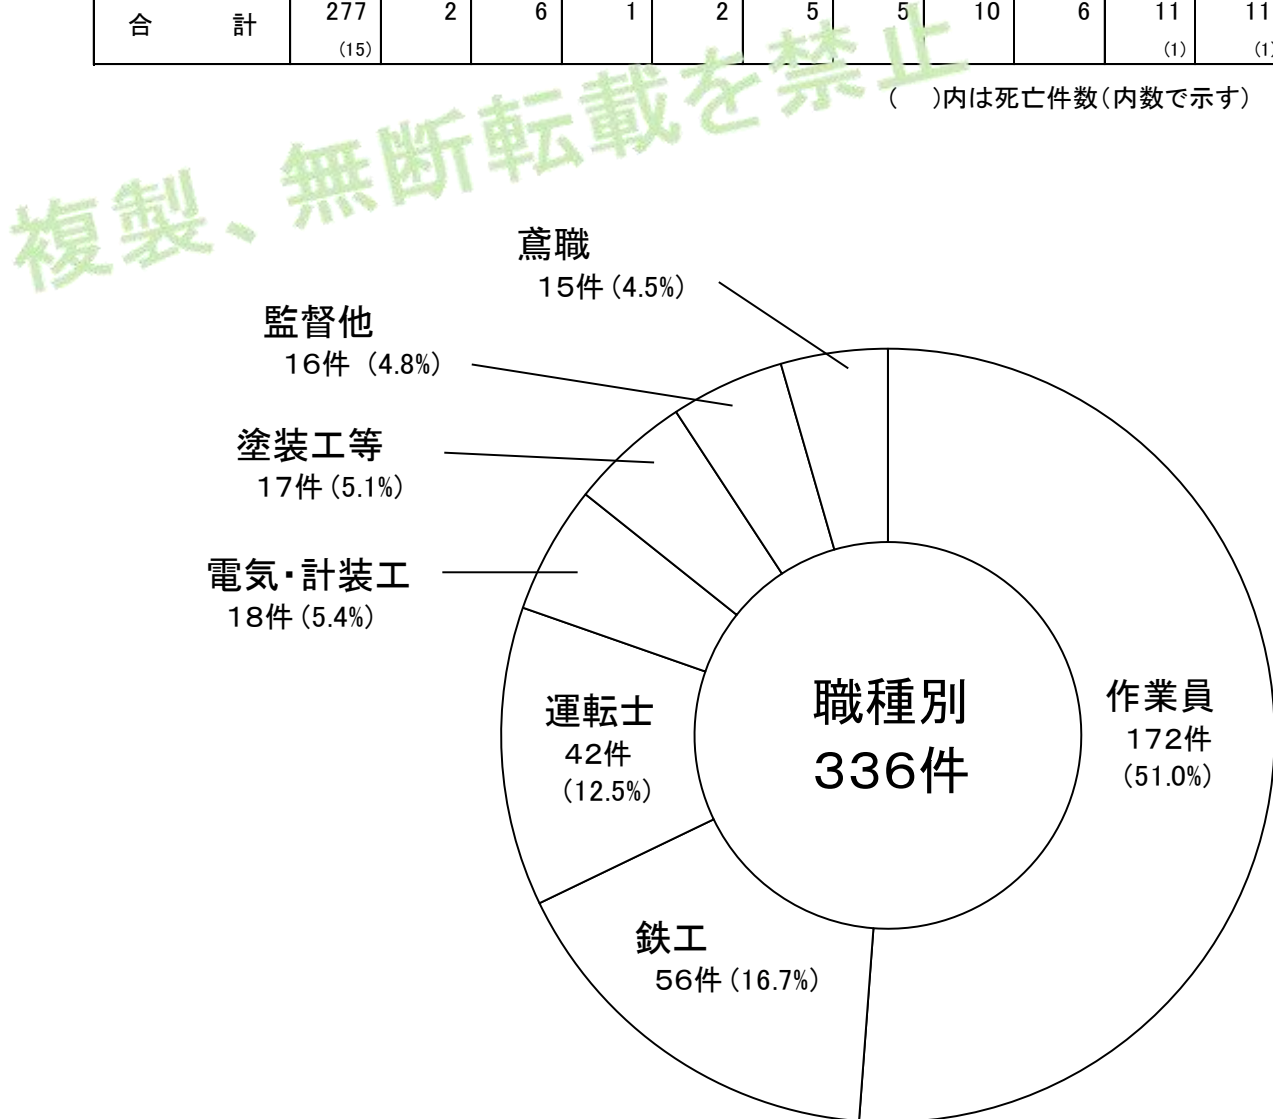 合 計 277 2 6 1 2 5 5 10 6 11 11
(15) (1) (1)
( )内は死亡件数(内数で示す)
複製、無断転載を禁止
鳶職
15件(4.5%)
監督他
16件 (4.8%)
塗装工等
17件(5.1%)
電気・計装工
18件(5.4%)
運転士
42件
(12.5%)
職種別
336件
作業員
172件
(51.0%)
鉄工
56件(16.7%)